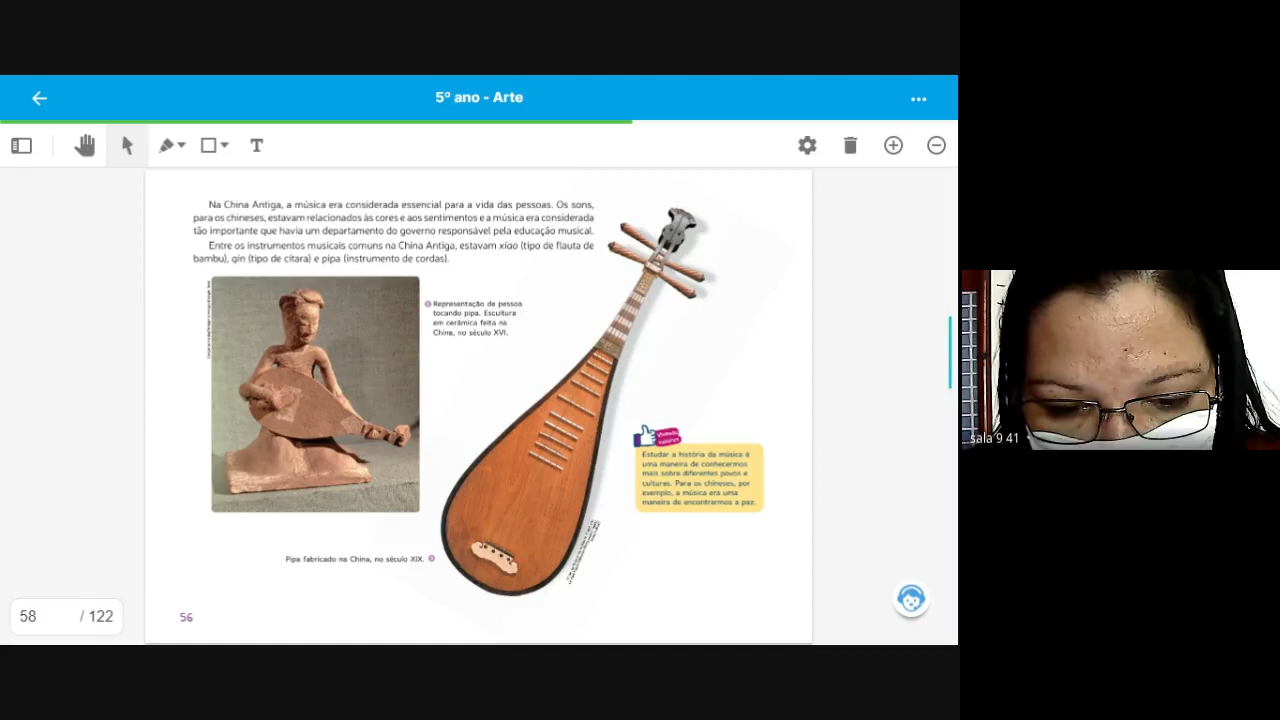 5º ano - Arte
T
Na China Antiga, a música era considerada essencial para a vida das pessoas. Os sons,
para os chineses, estavam relacionados às cores e aos sentimentos e a música era considerada
tão importante que havia um departamento do governo responsável pela educação musical.
Entre os instrumentos musicais comuns na China Antiga, estavam xiao (tipo de flauta de
bambu), qin (tipo de cítara) e pipa (instrumento de cordas).
Representação de pessoa
tocando pipa. Escultura
em cerâmica feita na
China, no século XVI.
Estudar a história da música é
uma maneira de conhecermos
mais sobre diferentes povos e
culturas. Para os chineses, por
exemplo, a música era uma
maneira de encontrarmos a paz.
Pipa fabricado na China, no século XIX.
56
58 / 122
sala 9 41